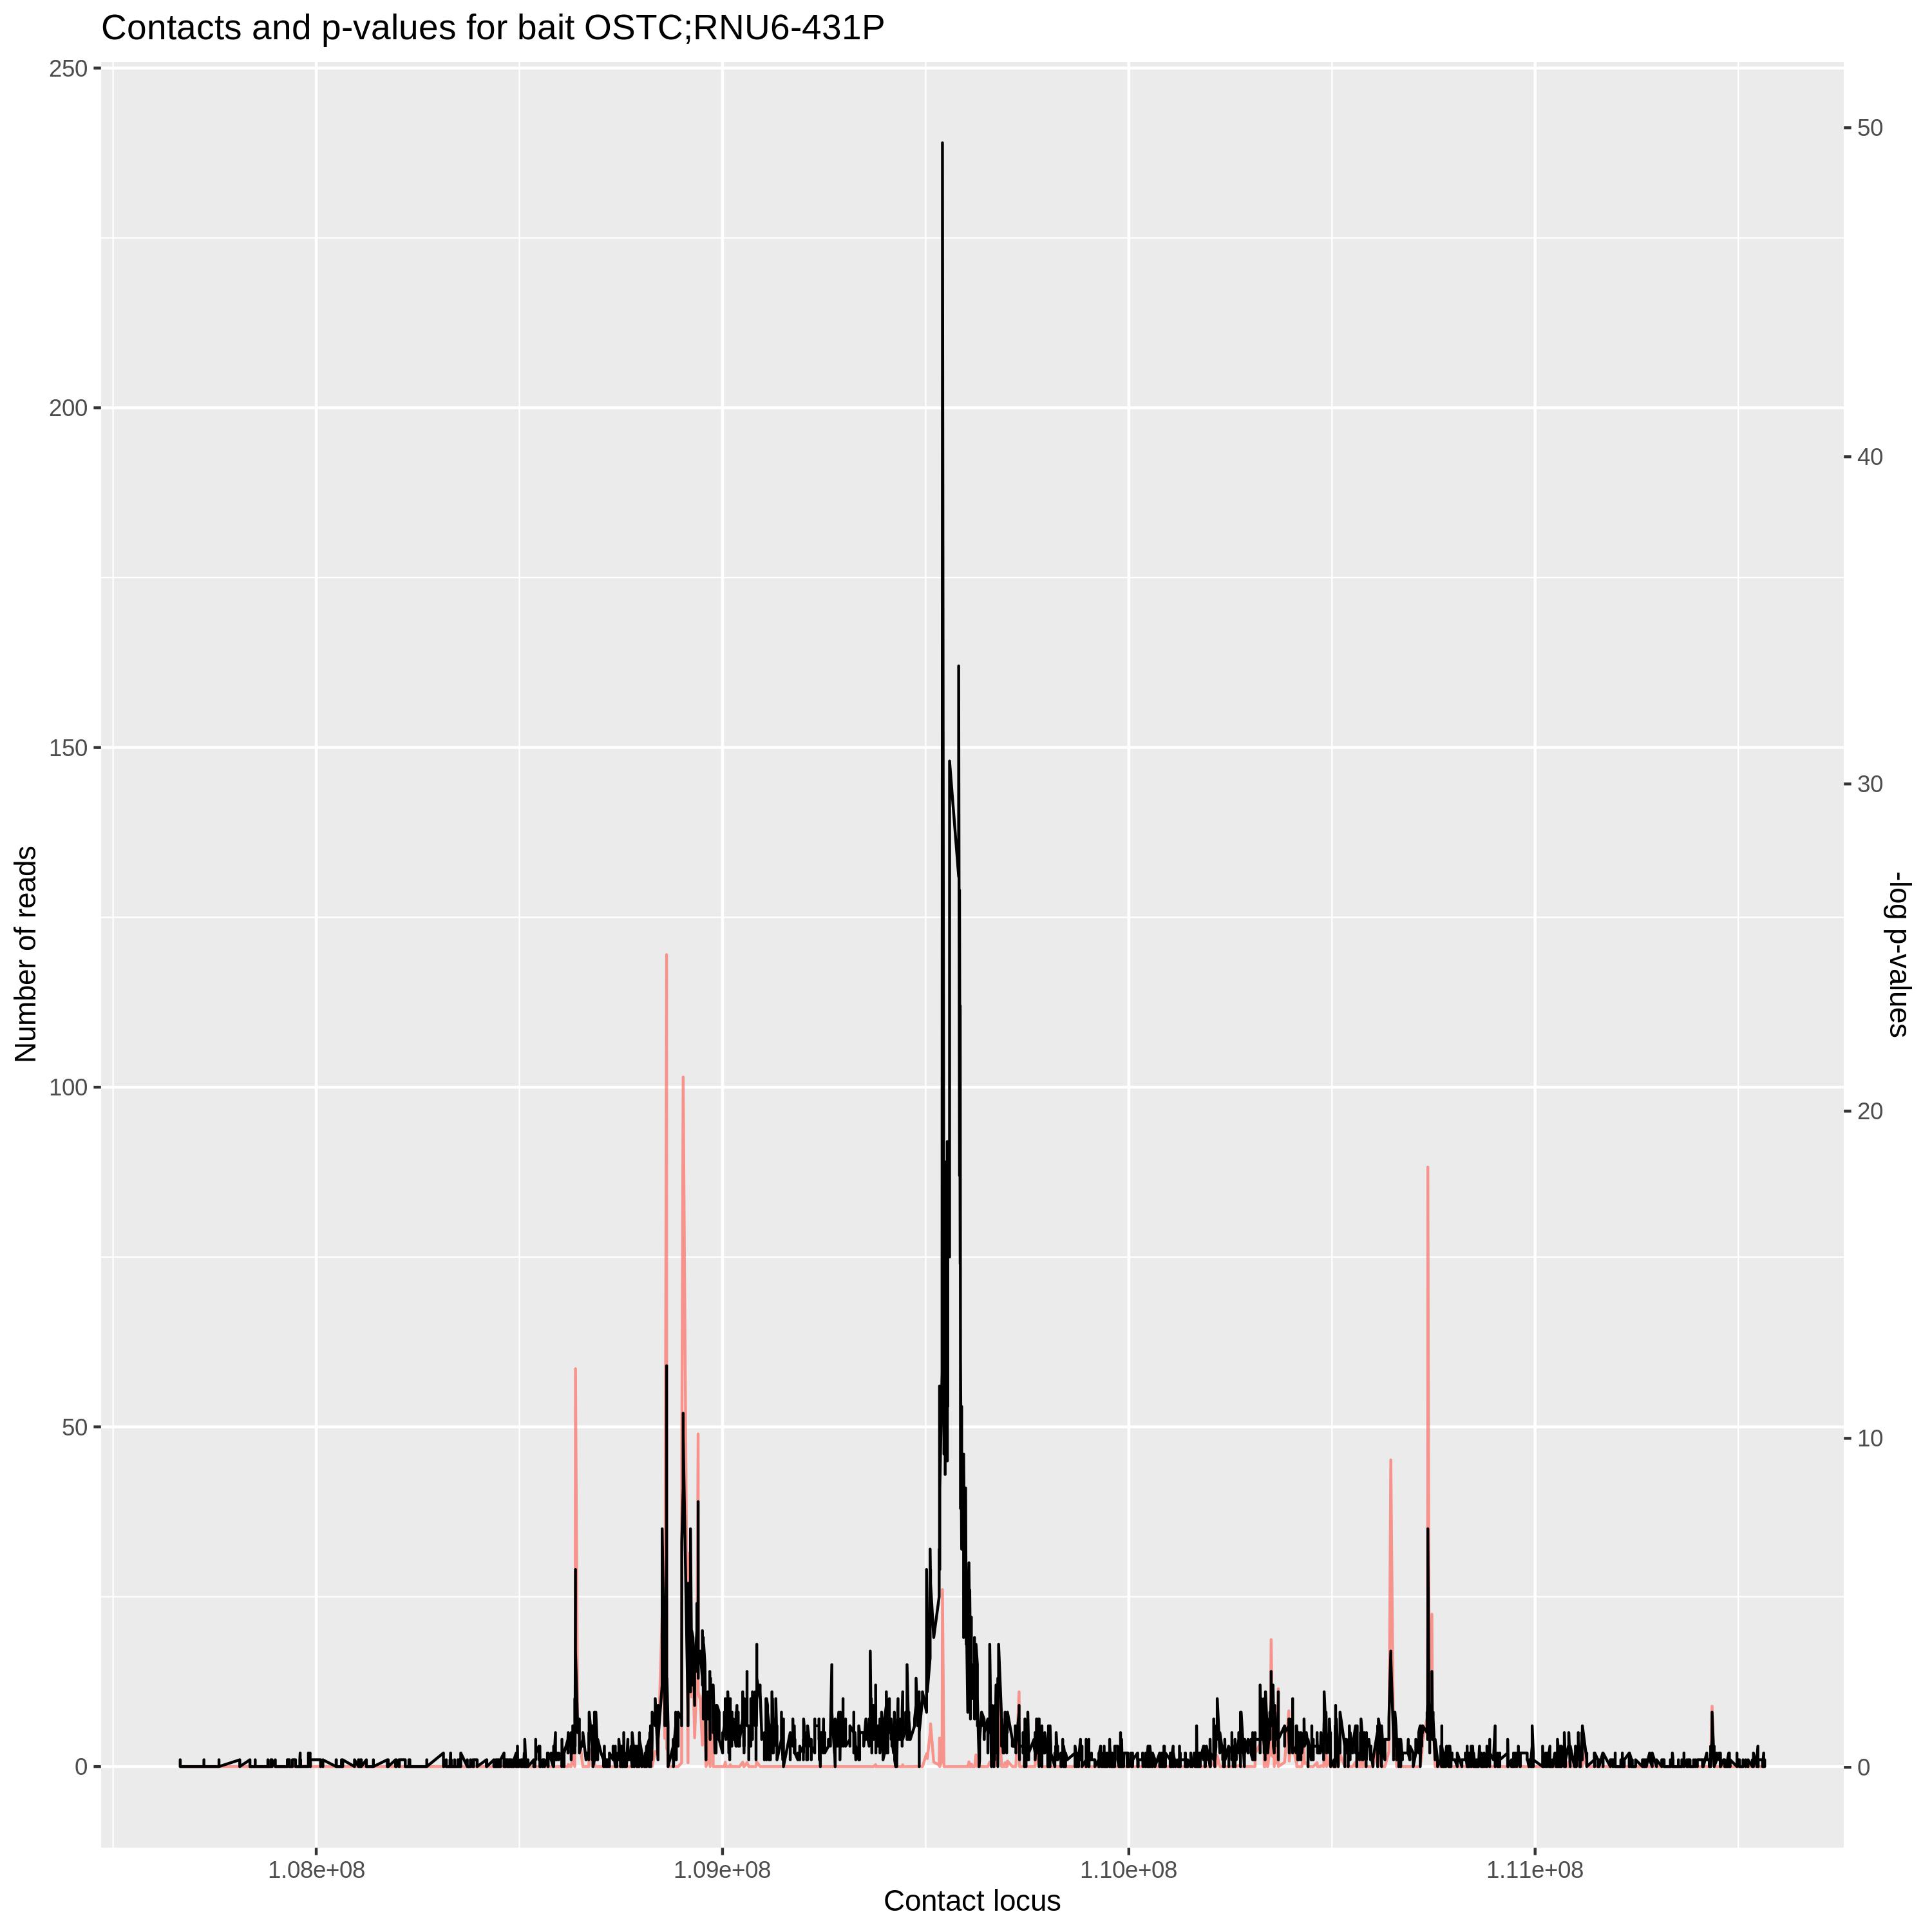 Contacts and p-values for bait OSTC;RNU6-431P
250
200
150
100
50
0
Number of reads
50
40
30
20
10
0
-log p-values
1.08e+08 1.09e+08 1.10e+08 1.11e+08
Contact locus